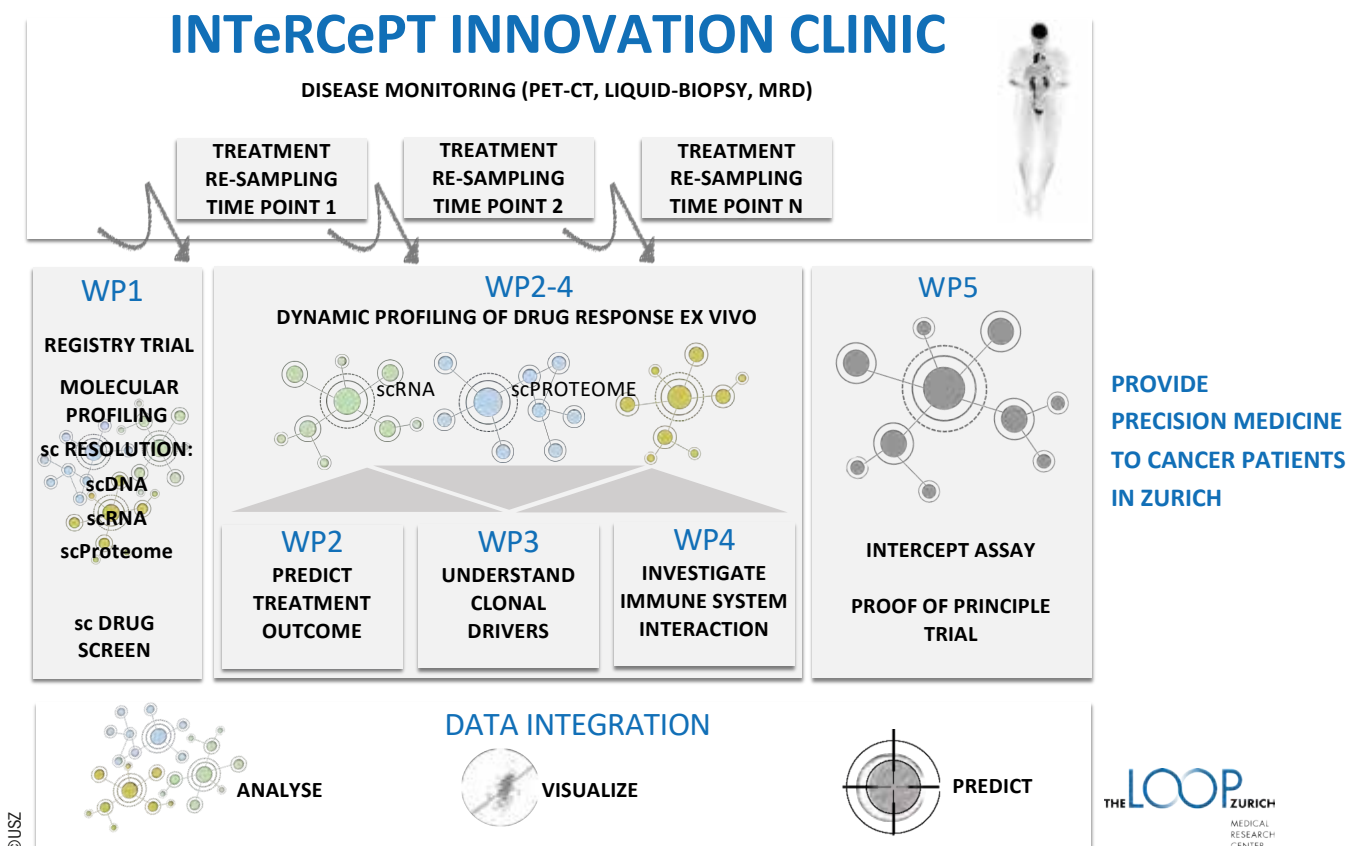 INTeRCePT INNOVATION CLINIC
DISEASE MONITORING (PET-CT, LIQUID-BIOPSY, MRD)
TREATMENT
RE-SAMPLING
TIME POINT 1
TREATMENT
RE-SAMPLING
TIME POINT 2
TREATMENT
RE-SAMPLING
TIME POINT N
WP1
REGISTRY TRIAL
MOLECULAR
PROFILING
sc RESOLUTION:
scDNA
scRNA
scProteome
sc DRUG
SCREEN
WP2-4
DYNAMIC PROFILING OF DRUG RESPONSE EX VIVO
scRNA
scPROTEOME
WP2
PREDICT
TREATMENT
OUTCOME
WP3
UNDERSTAND
CLONAL
DRIVERS
WP4
INVESTIGATE
IMMUNE SYSTEM
INTERACTION
WP5
INTERCEPT ASSAY
PROOF OF PRINCIPLE
TRIAL
PROVIDE
PRECISION MEDICINE
TO CANCER PATIENTS
IN ZURICH
DATA INTEGRATION
ANALYSE
VISUALIZE
PREDICT
©USZ
THE LOOP ZURICH
MEDICAL
RESEARCH
CENTER